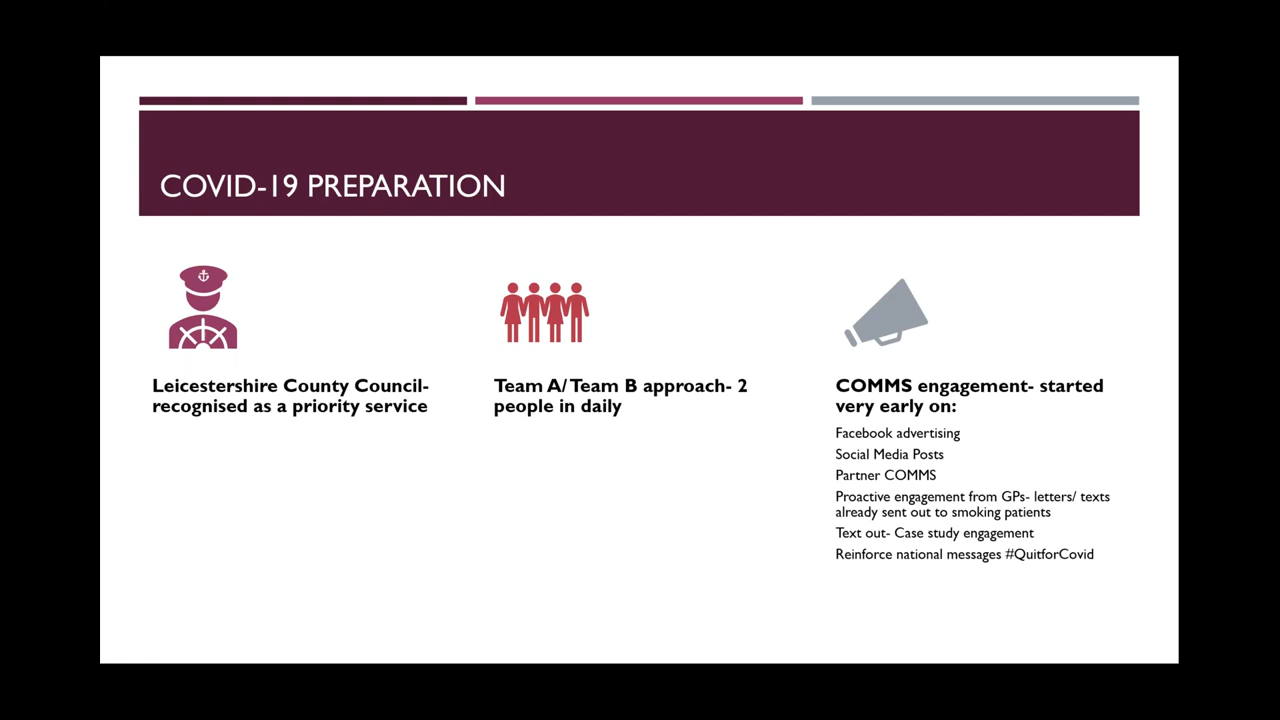 COVID-19 PREPARATION
Leicestershire County Council-
recognised as a priority service
Team A/ Team B approach- 2
people in daily
COMMS engagement- started
very early on:
Facebook advertising
Social Media Posts
Partner COMMS
Proactive engagement from GPs- letters/ texts
already sent out to smoking patients
Text out- Case study engagement
Reinforce national messages #QuitforCovid